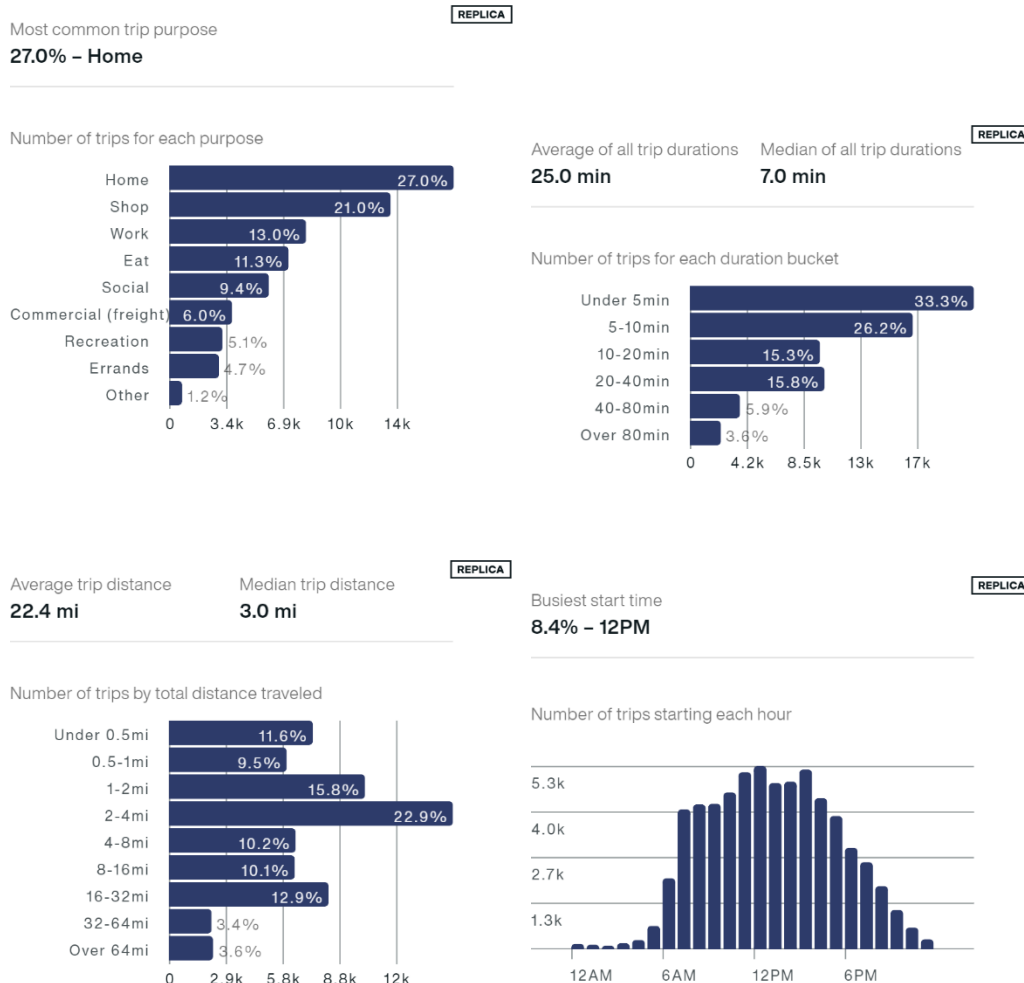 REPLICA
Most common trip purpose
27.0% – Home
Number of trips for each purpose
Home 27.0%
Shop 21.0%
Work 13.0%
Eat 11.3%
Social 9.4%
Commercial (freight) 6.0%
Recreation 5.1%
Errands 4.7%
Other 1.2%
0 3.4k 6.9k 10k 14k
REPLICA
Average of all trip durations Median of all trip durations
25.0 min 7.0 min
Number of trips for each duration bucket
Under 5min 33.3%
5-10min 26.2%
10-20min 15.3%
20-40min 15.8%
40-80min 5.9%
Over 80min 3.6%
0 4.2k 8.5k 13k 17k
REPLICA
Average trip distance Median trip distance
22.4 mi 3.0 mi
Number of trips by total distance traveled
Under 0.5mi 11.6%
0.5-1mi 9.5%
1-2mi 15.8%
2-4mi 22.9%
4-8mi 10.2%
8-16mi 10.1%
16-32mi 12.9%
32-64mi 3.4%
Over 64mi 3.6%
0 2.9k 5.8k 8.8k 12k
REPLICA
Busiest start time
8.4% – 12PM
Number of trips starting each hour
5.3k
4.0k
2.7k
1.3k
12AM 6AM 12PM 6PM